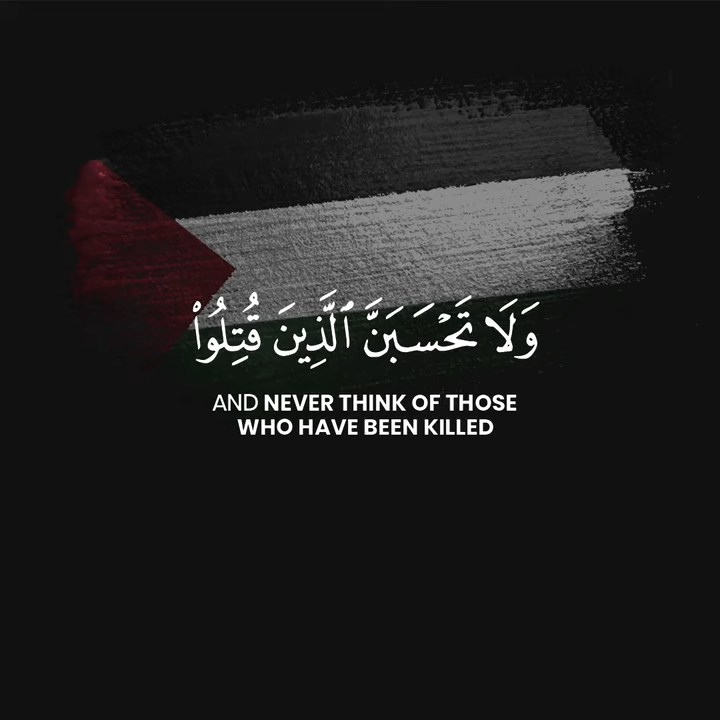 وَلَا تَحْسَبَنَّ ٱلَّذِينَ قُتِلُوا۟
AND NEVER THINK OF THOSE
WHO HAVE BEEN KILLED